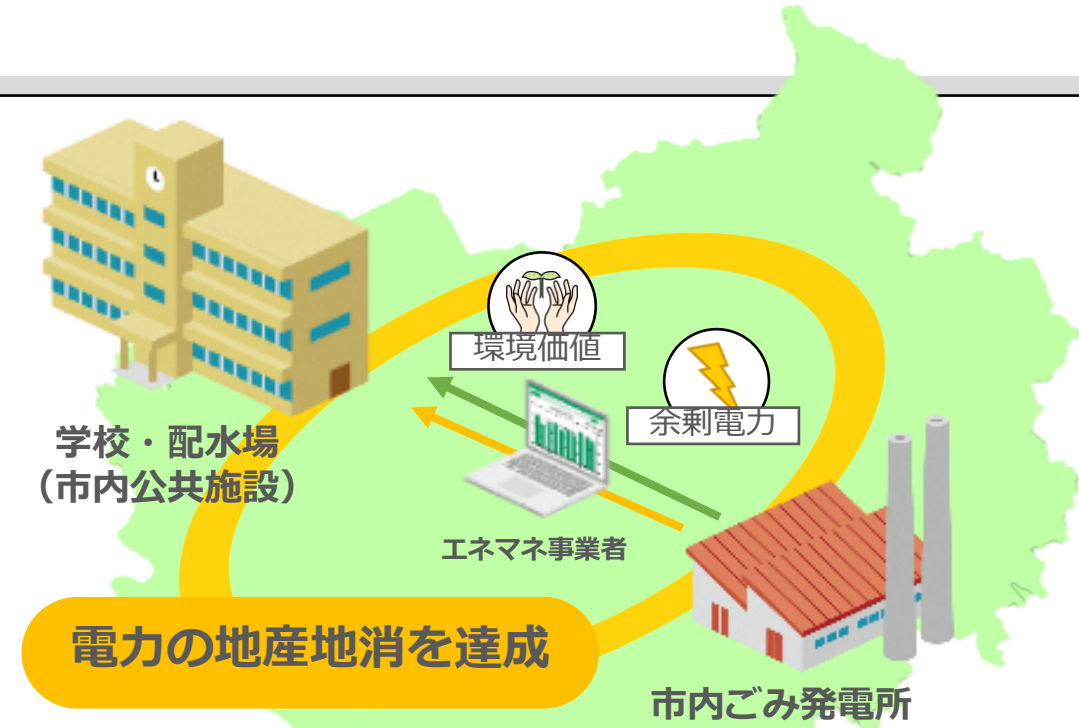 環境価値
余剰電力
学校・配水場
（市内公共施設）
エネマネ事業者
電力の地産地消を達成
市内ごみ発電所